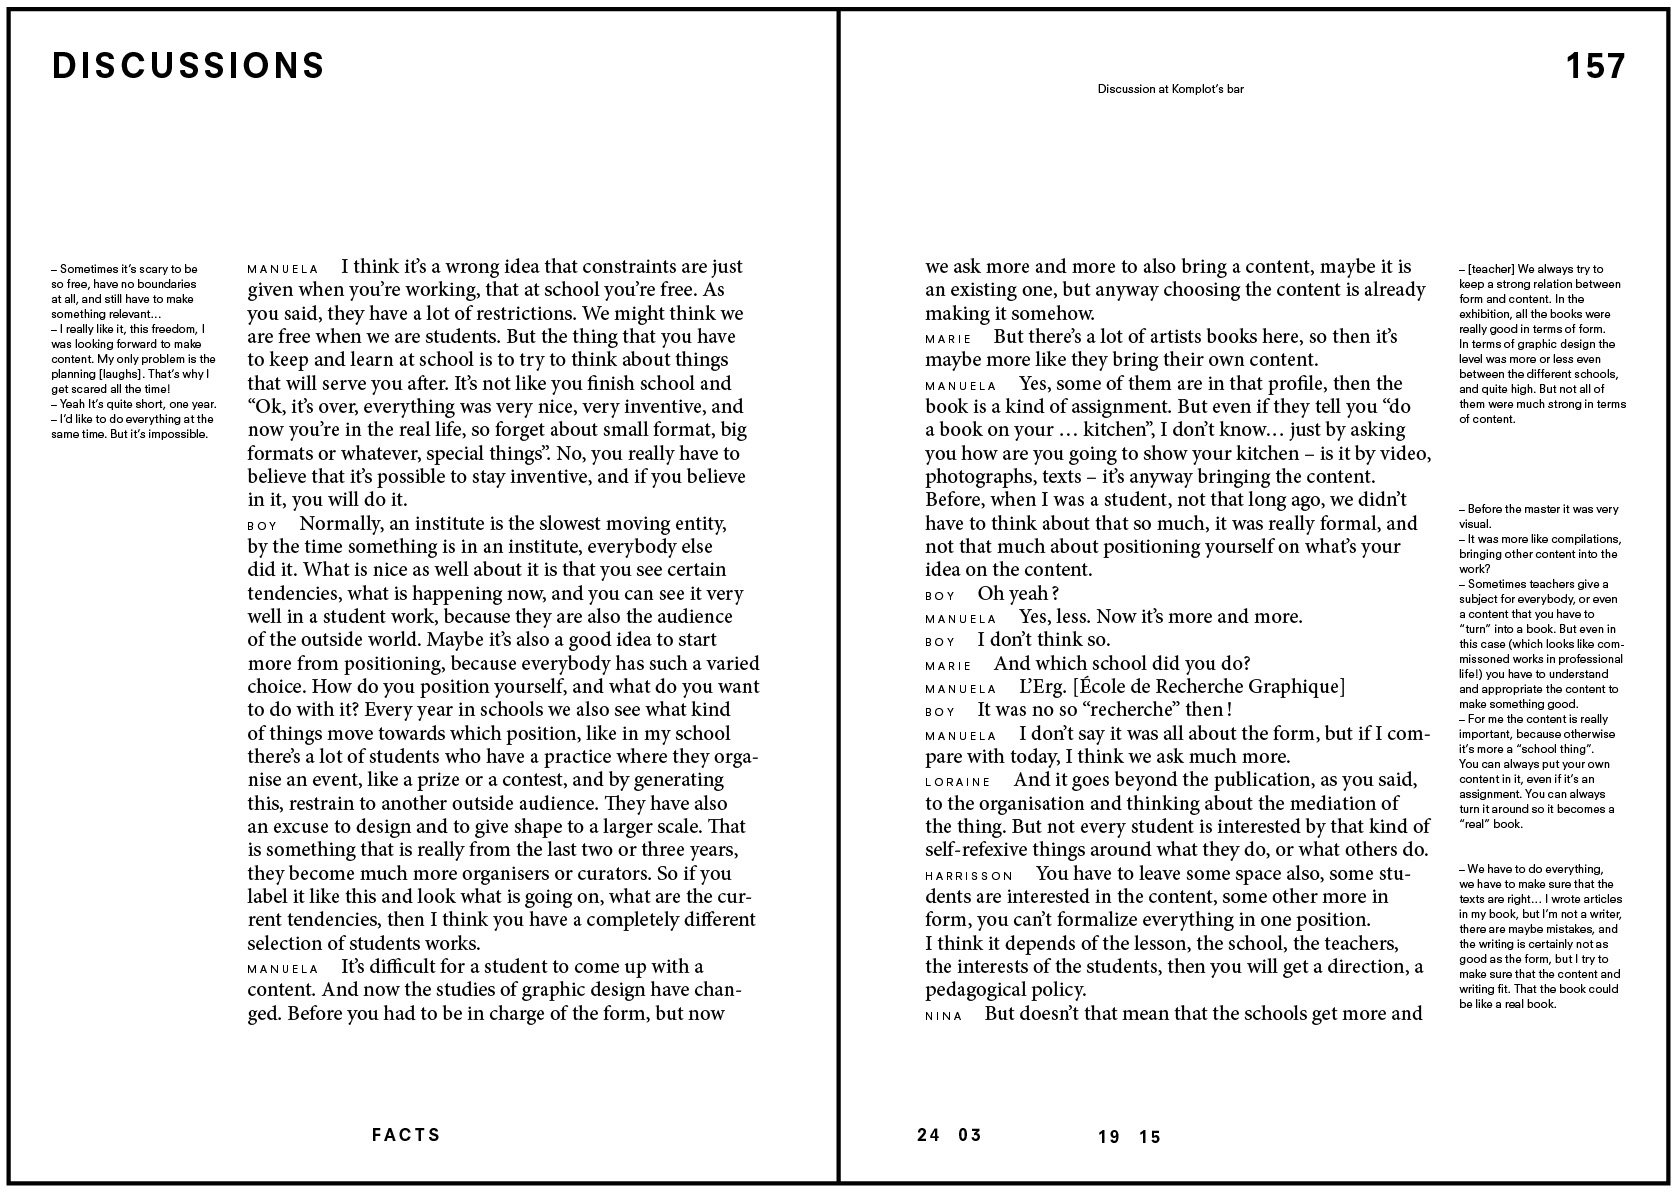 DISCUSSIONS
– Sometimes it’s scary to be
so free, have no boundaries
at all, and still have to make
something relevant…
– I really like it, this freedom, I
was looking forward to make
content. My only problem is the
planning [laughs]. That’s why I
get scared all the time!
– Yeah It’s quite short, one year.
– I’d like to do everything at the
same time. But it’s impossible.
MANUELA I think it’s a wrong idea that constraints are just
given when you’re working, that at school you’re free. As
you said, they have a lot of restrictions. We might think we
are free when we are students. But the thing that you have
to keep and learn at school is to try to think about things
that will serve you after. It’s not like you finish school and
“Ok, it’s over, everything was very nice, very inventive, and
now you’re in the real life, so forget about small format, big
formats or whatever, special things”. No, you really have to
believe that it’s possible to stay inventive, and if you believe
in it, you will do it.
BOY Normally, an institute is the slowest moving entity,
by the time something is in an institute, everybody else
did it. What is nice as well about it is that you see certain
tendencies, what is happening now, and you can see it very
well in a student work, because they are also the audience
of the outside world. Maybe it’s also a good idea to start
more from positioning, because everybody has such a varied
choice. How do you position yourself, and what do you want
to do with it? Every year in schools we also see what kind
of things move towards which position, like in my school
there’s a lot of students who have a practice where they orga-
nise an event, like a prize or a contest, and by generating
this, restrain to another outside audience. They have also
an excuse to design and to give shape to a larger scale. That
is something that is really from the last two or three years,
they become much more organisers or curators. So if you
label it like this and look what is going on, what are the cur-
rent tendencies, then I think you have a completely different
selection of students works.
MANUELA It’s difficult for a student to come up with a
content. And now the studies of graphic design have chan-
ged. Before you had to be in charge of the form, but now
FACTS
157
Discussion at Komplot’s bar
we ask more and more to also bring a content, maybe it is
an existing one, but anyway choosing the content is already
making it somehow.
MARIE But there’s a lot of artists books here, so then it’s
maybe more like they bring their own content.
MANUELA Yes, some of them are in that profile, then the
book is a kind of assignment. But even if they tell you “do
a book on your … kitchen”, I don’t know… just by asking
you how are you going to show your kitchen – is it by video,
photographs, texts – it’s anyway bringing the content.
Before, when I was a student, not that long ago, we didn’t
have to think about that so much, it was really formal, and
not that much about positioning yourself on what’s your
idea on the content.
BOY Oh yeah ?
MANUELA Yes, less. Now it’s more and more.
BOY I don’t think so.
MARIE And which school did you do?
MANUELA L’Erg. [École de Recherche Graphique]
BOY It was no so “recherche” then !
MANUELA I don’t say it was all about the form, but if I com-
pare with today, I think we ask much more.
LORAINE And it goes beyond the publication, as you said,
to the organisation and thinking about the mediation of
the thing. But not every student is interested by that kind of
self-refexive things around what they do, or what others do.
HARRISSON You have to leave some space also, some stu-
dents are interested in the content, some other more in
form, you can’t formalize everything in one position.
I think it depends of the lesson, the school, the teachers,
the interests of the students, then you will get a direction, a
pedagogical policy.
NINA But doesn’t that mean that the schools get more and
– [teacher] We always try to
keep a strong relation between
form and content. In the
exhibition, all the books were
really good in terms of form.
In terms of graphic design the
level was more or less even
between the different schools,
and quite high. But not all of
them were much strong in terms
of content.
– Before the master it was very
visual.
– It was more like compilations,
bringing other content into the
work?
– Sometimes teachers give a
subject for everybody, or even
a content that you have to
“turn” into a book. But even in
this case (which looks like com-
missoned works in professional
life!) you have to understand
and appropriate the content to
make something good.
– For me the content is really
important, because otherwise
it’s more a “school thing”.
You can always put your own
content in it, even if it’s an
assignment. You can always
turn it around so it becomes a
“real” book.
– We have to do everything,
we have to make sure that the
texts are right… I wrote articles
in my book, but I’m not a writer,
there are maybe mistakes, and
the writing is certainly not as
good as the form, but I try to
make sure that the content and
writing fit. That the book could
be like a real book.
24 03 19 15